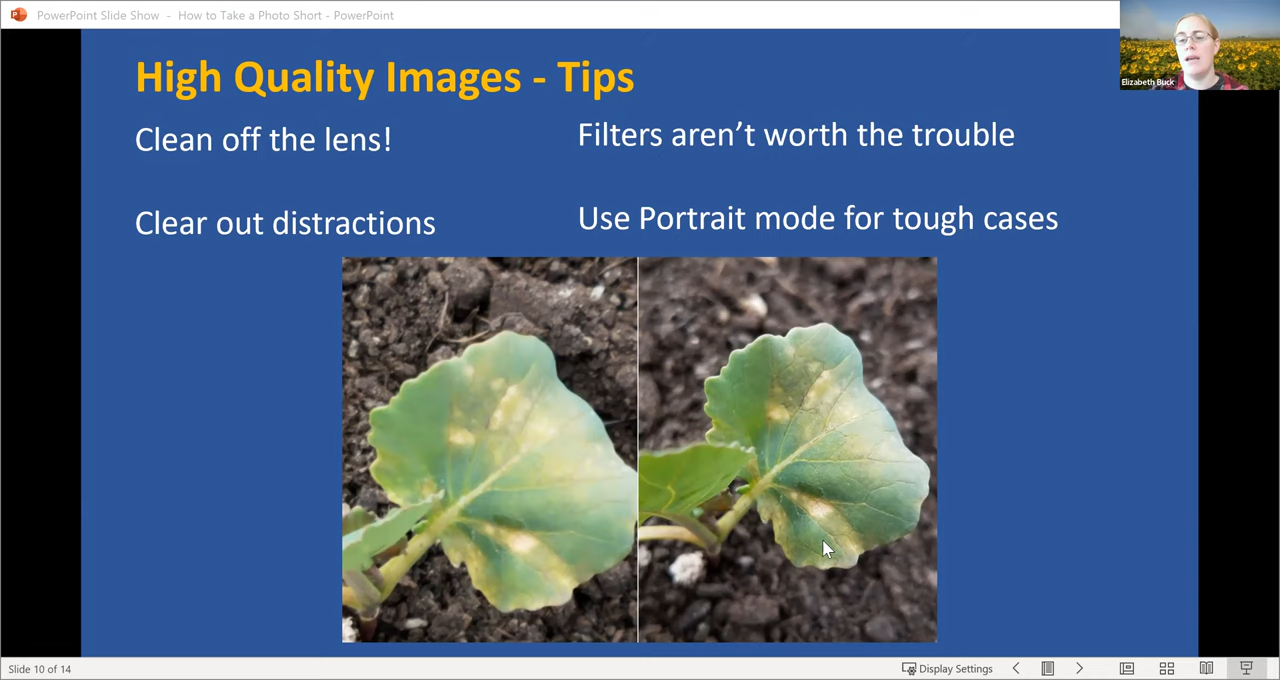 PowerPoint Slide Show - How to Take a Photo Short - PowerPoint
Elizabeth Buck
High Quality Images - Tips
Clean off the lens!
Filters aren’t worth the trouble
Clear out distractions
Use Portrait mode for tough cases
Slide 10 of 14
Display Settings